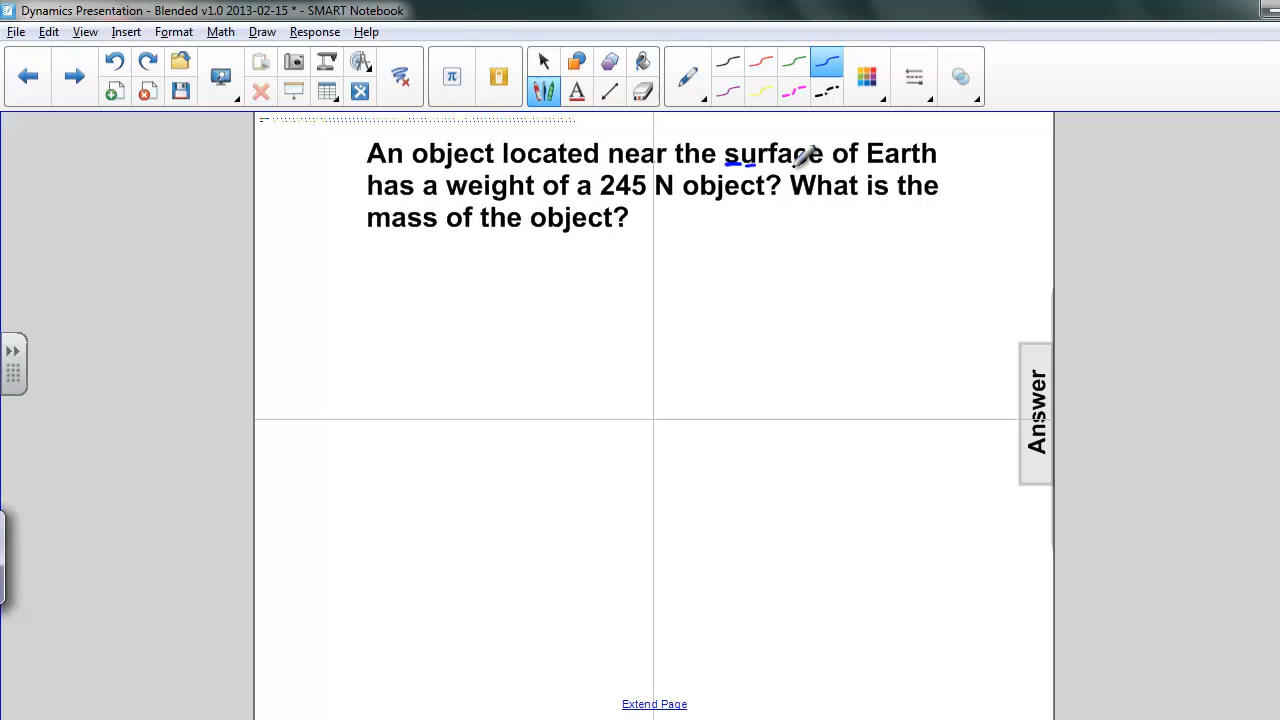 Dynamics Presentation - Blended v1.0 2013-02-15 * - SMART Notebook
File Edit View Insert Format Math Draw Response Help
π
A
An object located near the surface of Earth
has a weight of a 245 N object? What is the
mass of the object?
Answer
Extend Page